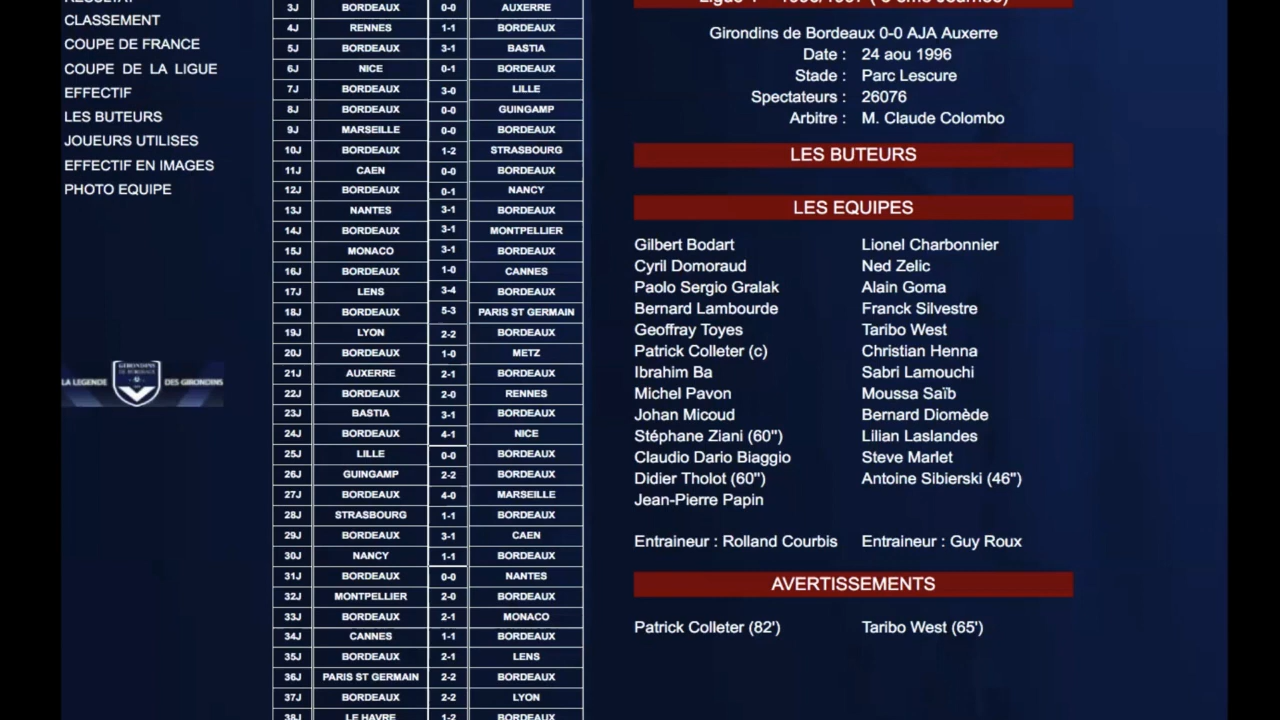 CLASSEMENT
COUPE DE FRANCE
COUPE DE LA LIGUE
EFFECTIF
LES BUTEURS
JOUEURS UTILISES
EFFECTIF EN IMAGES
PHOTO EQUIPE
LA LEGENDE GIRONDINS DE BORDEAUX DES GIRONDINS
3J BORDEAUX 0-0 AUXERRE
4J RENNES 1-1 BORDEAUX
5J BORDEAUX 3-1 BASTIA
6J NICE 0-1 BORDEAUX
7J BORDEAUX 3-0 LILLE
8J BORDEAUX 0-0 GUINGAMP
9J MARSEILLE 0-0 BORDEAUX
10J BORDEAUX 1-2 STRASBOURG
11J CAEN 0-0 BORDEAUX
12J BORDEAUX 0-1 NANCY
13J NANTES 3-1 BORDEAUX
14J BORDEAUX 3-1 MONTPELLIER
15J MONACO 3-1 BORDEAUX
16J BORDEAUX 1-0 CANNES
17J LENS 3-4 BORDEAUX
18J BORDEAUX 5-3 PARIS ST GERMAIN
19J LYON 2-2 BORDEAUX
20J BORDEAUX 1-0 METZ
21J AUXERRE 2-1 BORDEAUX
22J BORDEAUX 2-0 RENNES
23J BASTIA 3-1 BORDEAUX
24J BORDEAUX 4-1 NICE
25J LILLE 0-0 BORDEAUX
26J GUINGAMP 2-2 BORDEAUX
27J BORDEAUX 4-0 MARSEILLE
28J STRASBOURG 1-1 BORDEAUX
29J BORDEAUX 3-1 CAEN
30J NANCY 1-1 BORDEAUX
31J BORDEAUX 0-0 NANTES
32J MONTPELLIER 2-0 BORDEAUX
33J BORDEAUX 2-1 MONACO
34J CANNES 1-1 BORDEAUX
35J BORDEAUX 2-1 LENS
36J PARIS ST GERMAIN 2-2 BORDEAUX
37J BORDEAUX 2-2 LYON
38J LE HAVRE 1-2 BORDEAUX
Girondins de Bordeaux 0-0 AJA Auxerre
Date : 24 aou 1996
Stade : Parc Lescure
Spectateurs : 26076
Arbitre : M. Claude Colombo
LES BUTEURS
LES EQUIPES
Gilbert Bodart Lionel Charbonnier
Cyril Domoraud Ned Zelic
Paolo Sergio Gralak Alain Goma
Bernard Lambourde Franck Silvestre
Geoffray Toyes Taribo West
Patrick Colleter (c) Christian Henna
Ibrahim Ba Sabri Lamouchi
Michel Pavon Moussa Saïb
Johan Micoud Bernard Diomède
Stéphane Ziani (60'') Lilian Laslandes
Claudio Dario Biaggio Steve Marlet
Didier Tholot (60'') Antoine Sibierski (46'')
Jean-Pierre Papin
Entraineur : Rolland Courbis Entraineur : Guy Roux
AVERTISSEMENTS
Patrick Colleter (82') Taribo West (65')